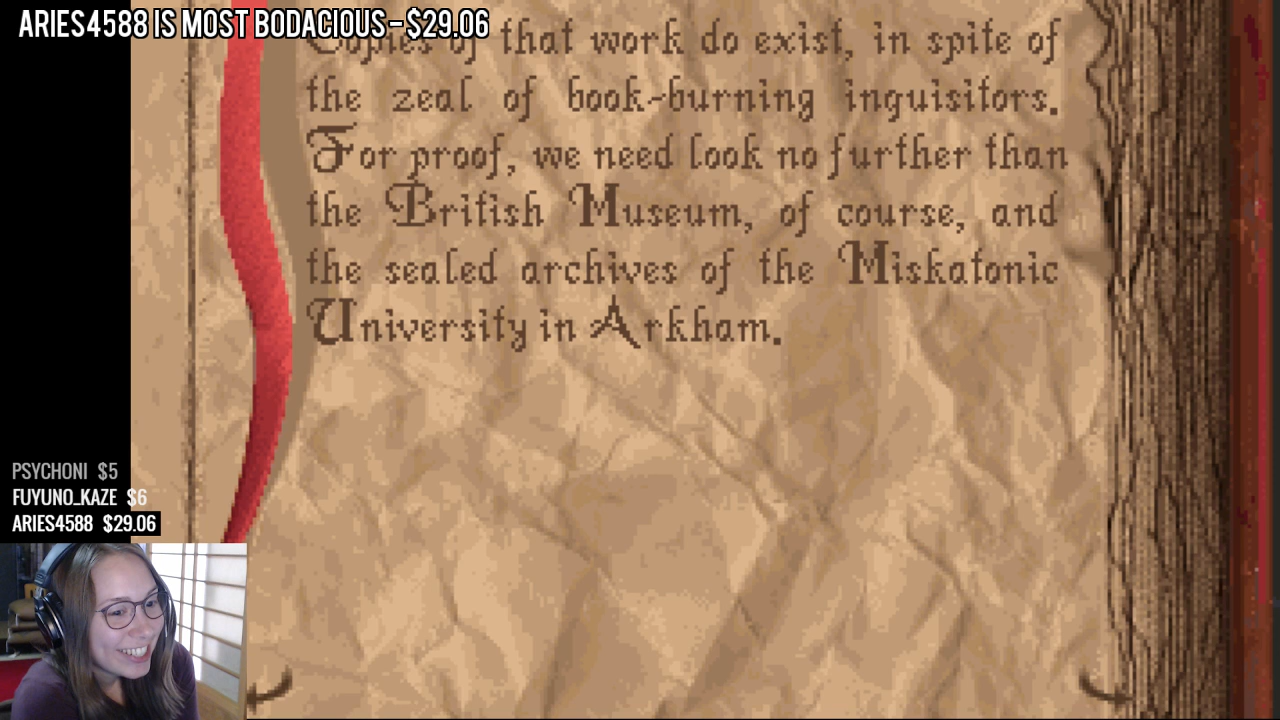 ARIES4588 IS MOST BODACIOUS - $29.06
Copies of that work do exist, in spite of
the zeal of book-burning inquisitors.
For proof, we need look no further than
the British Museum, of course, and
the sealed archives of the Miskatonic
University in Arkham.
PSYCHONI $5
FUYUNO_KAZE $6
ARIES4588 $29.06